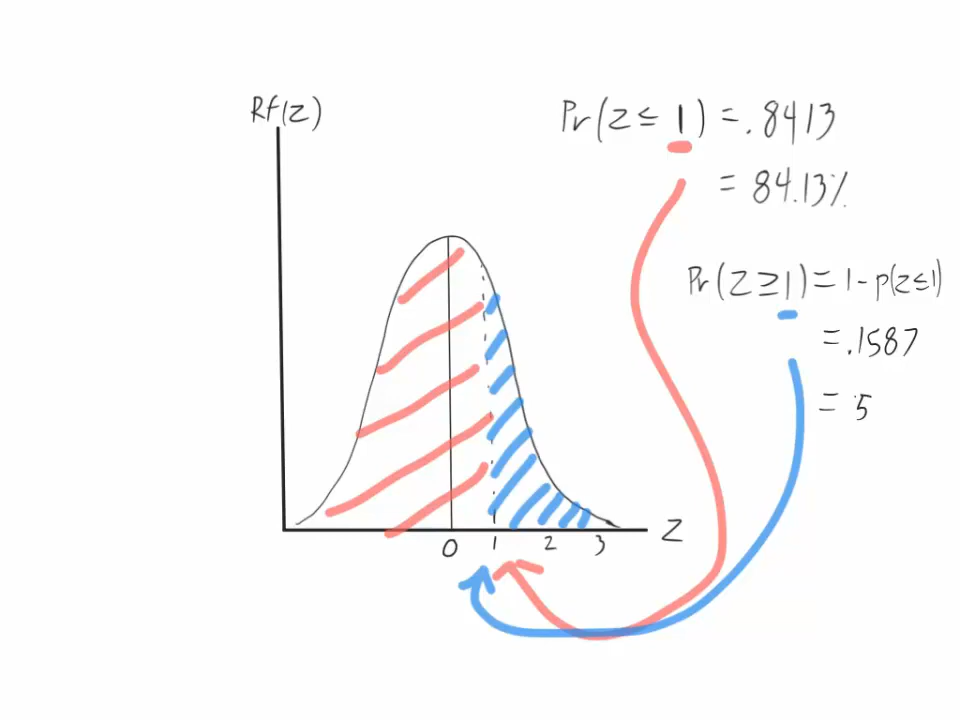 Rf(Z)
Pr(Z ≤ 1) = .8413
= 84.13%
Pr(Z ≥ 1) = 1 - p(z ≤ 1)
= .1587
= 5
0 1 2 3 Z